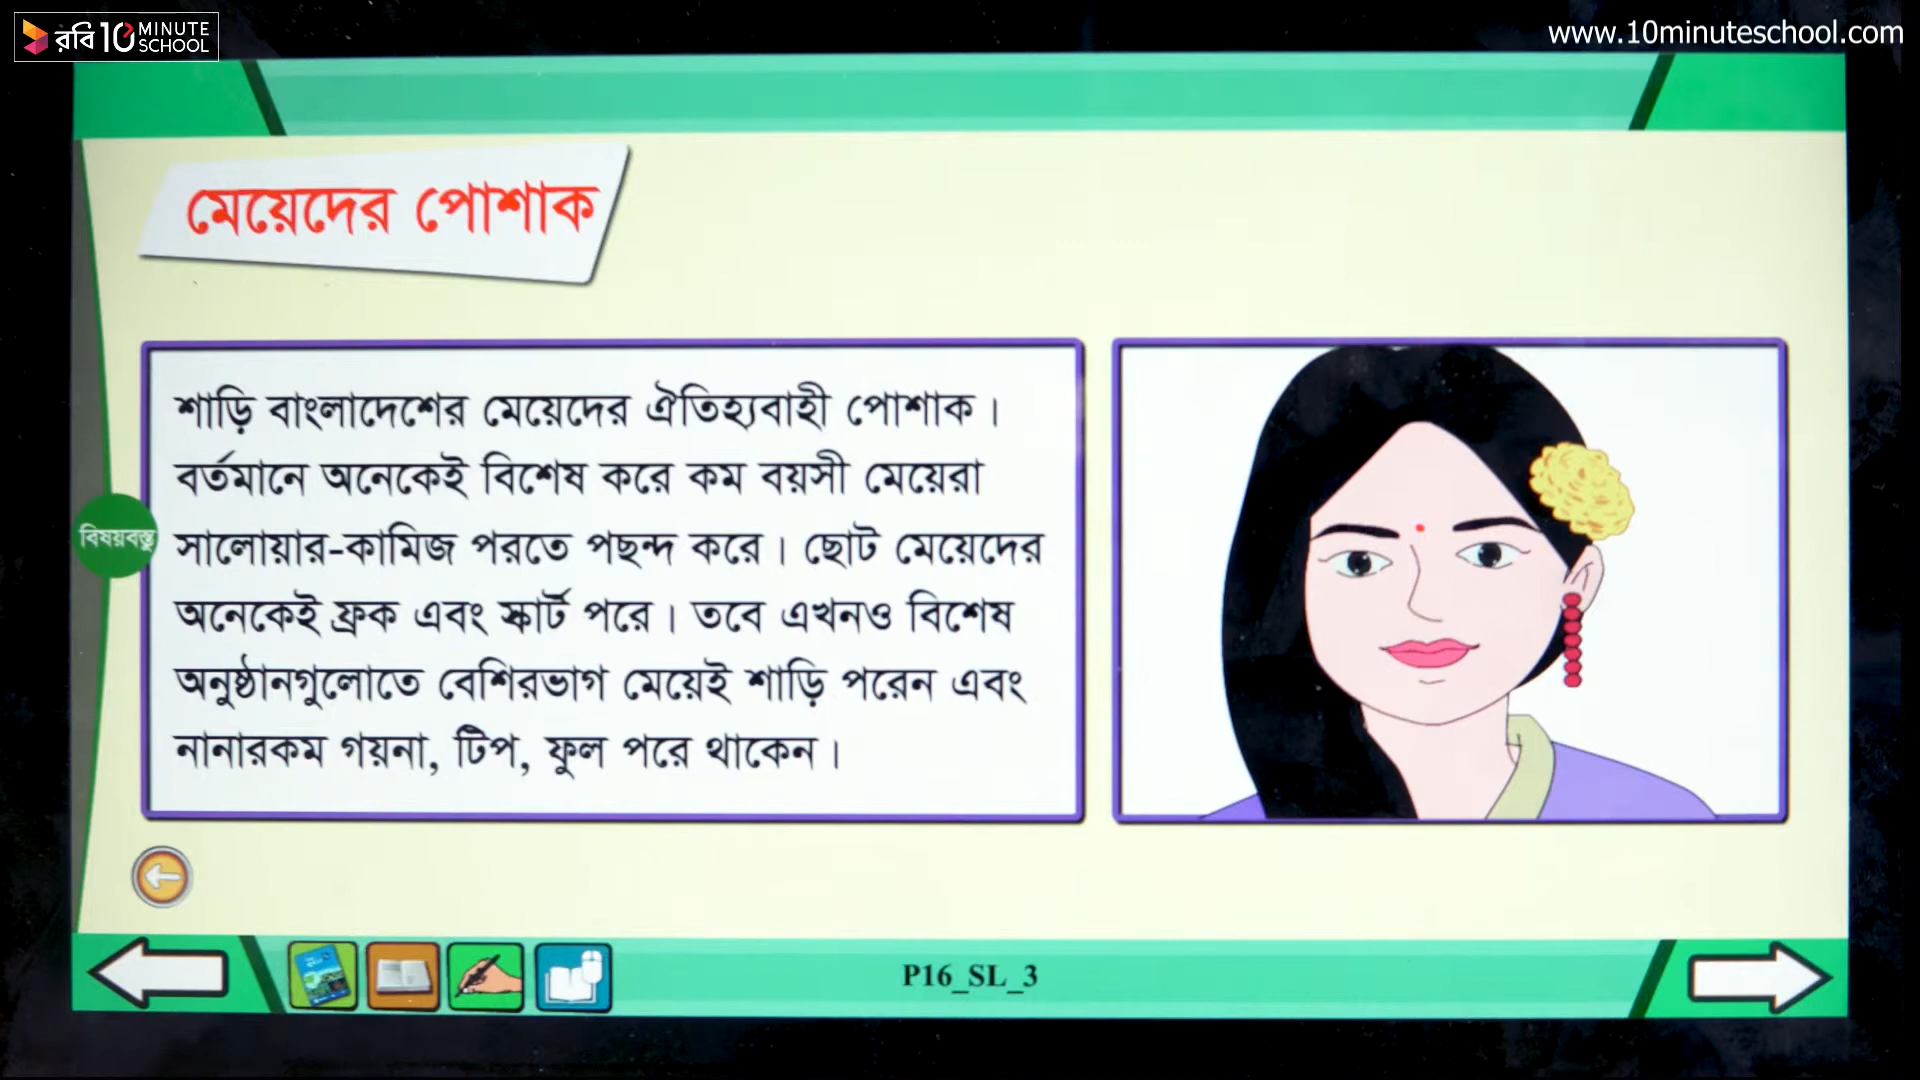 রবি 10 MINUTE SCHOOL
www.10minuteschool.com
মেয়েদের পোশাক
শাড়ি বাংলাদেশের মেয়েদের ঐতিহ্যবাহী পোশাক।
বর্তমানে অনেকেই বিশেষ করে কম বয়সী মেয়েরা
সালোয়ার-কামিজ পরতে পছন্দ করে। ছোট মেয়েদের
অনেকেই ফ্রক এবং স্কার্ট পরে। তবে এখনও বিশেষ
অনুষ্ঠানগুলোতে বেশিরভাগ মেয়েই শাড়ি পরেন এবং
নানারকম গয়না, টিপ, ফুল পরে থাকেন।
বিষয়বস্তু
P16_SL_3